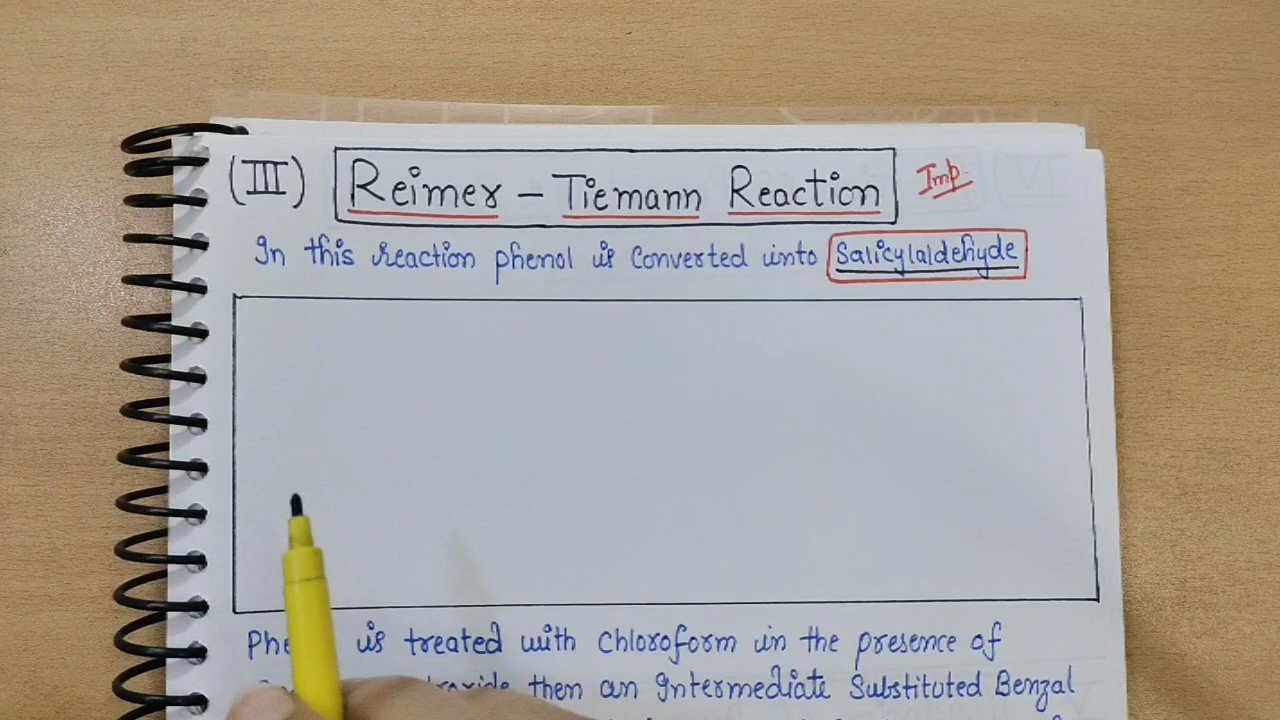 (III) Reimer - Tiemann Reaction Imp.
In this reaction phenol is converted into Salicylaldehyde
is treated with chloroform in the presence of
then an Intermediate Substituted Benzal